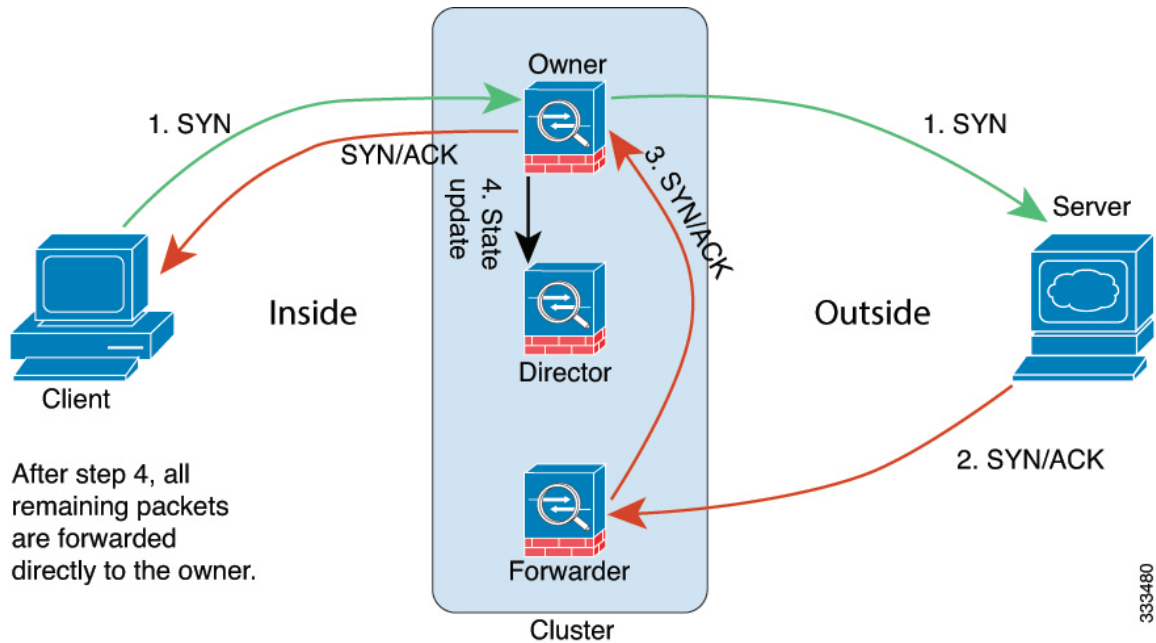 Owner
1. SYN
1. SYN
SYN/ACK
3. SYN/ACK
4. State
update
Server
Inside
Outside
Director
Client
2. SYN/ACK
After step 4, all
remaining packets
are forwarded
directly to the owner.
Forwarder
Cluster
333480